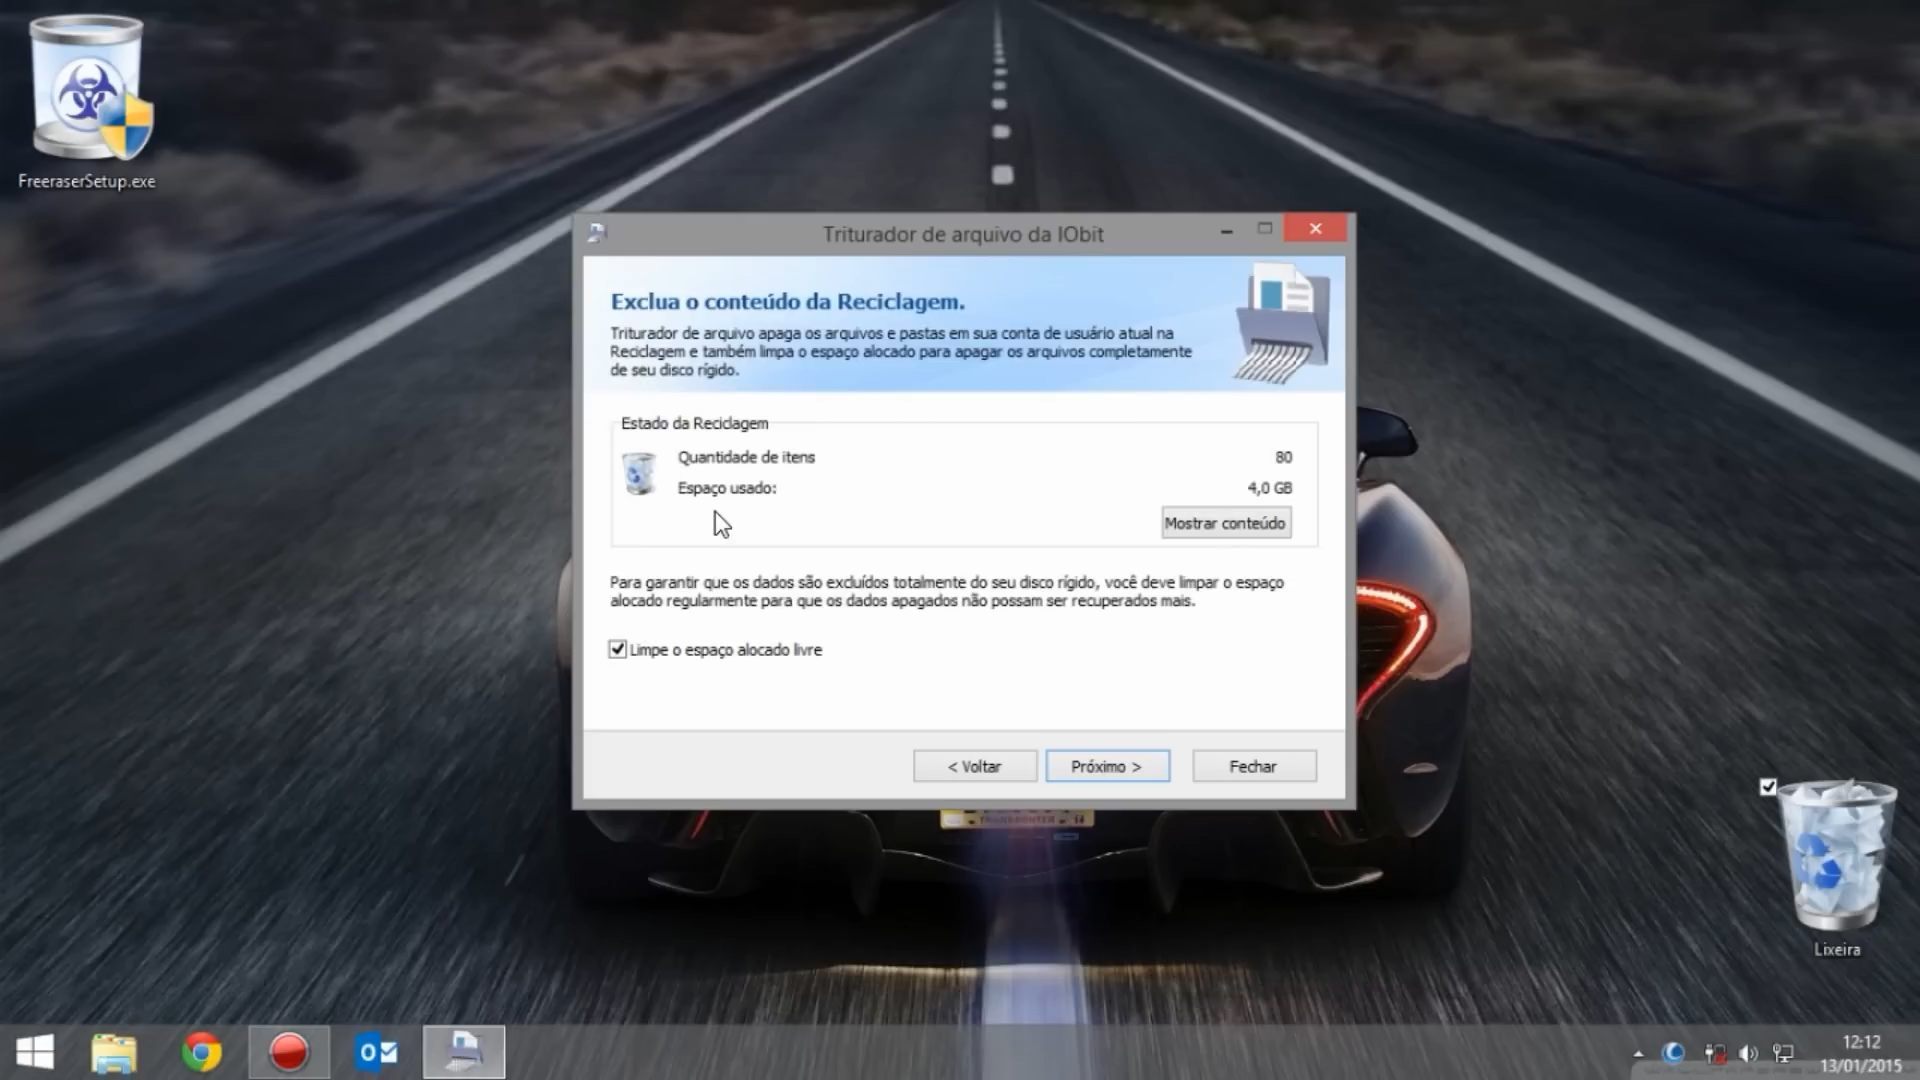 FreeraserSetup.exe
Triturador de arquivo da IObit
Exclua o conteúdo da Reciclagem.
Triturador de arquivo apaga os arquivos e pastas em sua conta de usuário atual na
Reciclagem e também limpa o espaço alocado para apagar os arquivos completamente
de seu disco rígido.
Estado da Reciclagem
Quantidade de itens 80
Espaço usado: 4,0 GB
Mostrar conteúdo
Para garantir que os dados são excluídos totalmente do seu disco rígido, você deve limpar o espaço
alocado regularmente para que os dados apagados não possam ser recuperados mais.
Limpe o espaço alocado livre
< Voltar
Próximo >
Fechar
Lixeira
12:12
13/01/2015